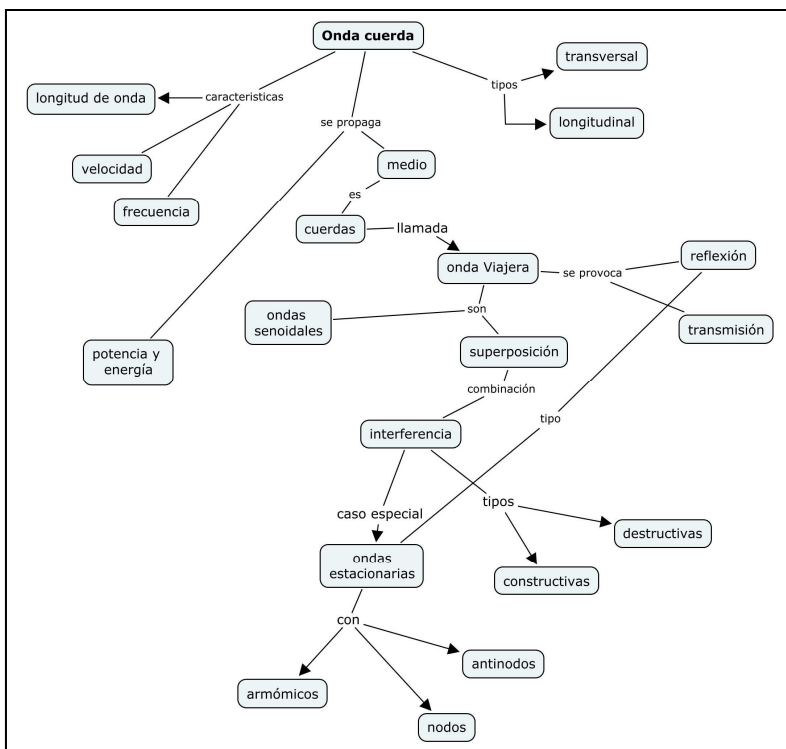 Onda cuerda
transversal
tipos
longitud de onda
caracteristicas
longitudinal
se propaga
velocidad
medio
es
frecuencia
cuerdas
llamada
onda Viajera
se provoca
reflexión
ondas
senoidales
son
transmisión
potencia y
energía
superposición
combinación
tipo
interferencia
caso especial
tipos
destructivas
ondas
estacionarias
constructivas
con
antinodos
armómicos
nodos